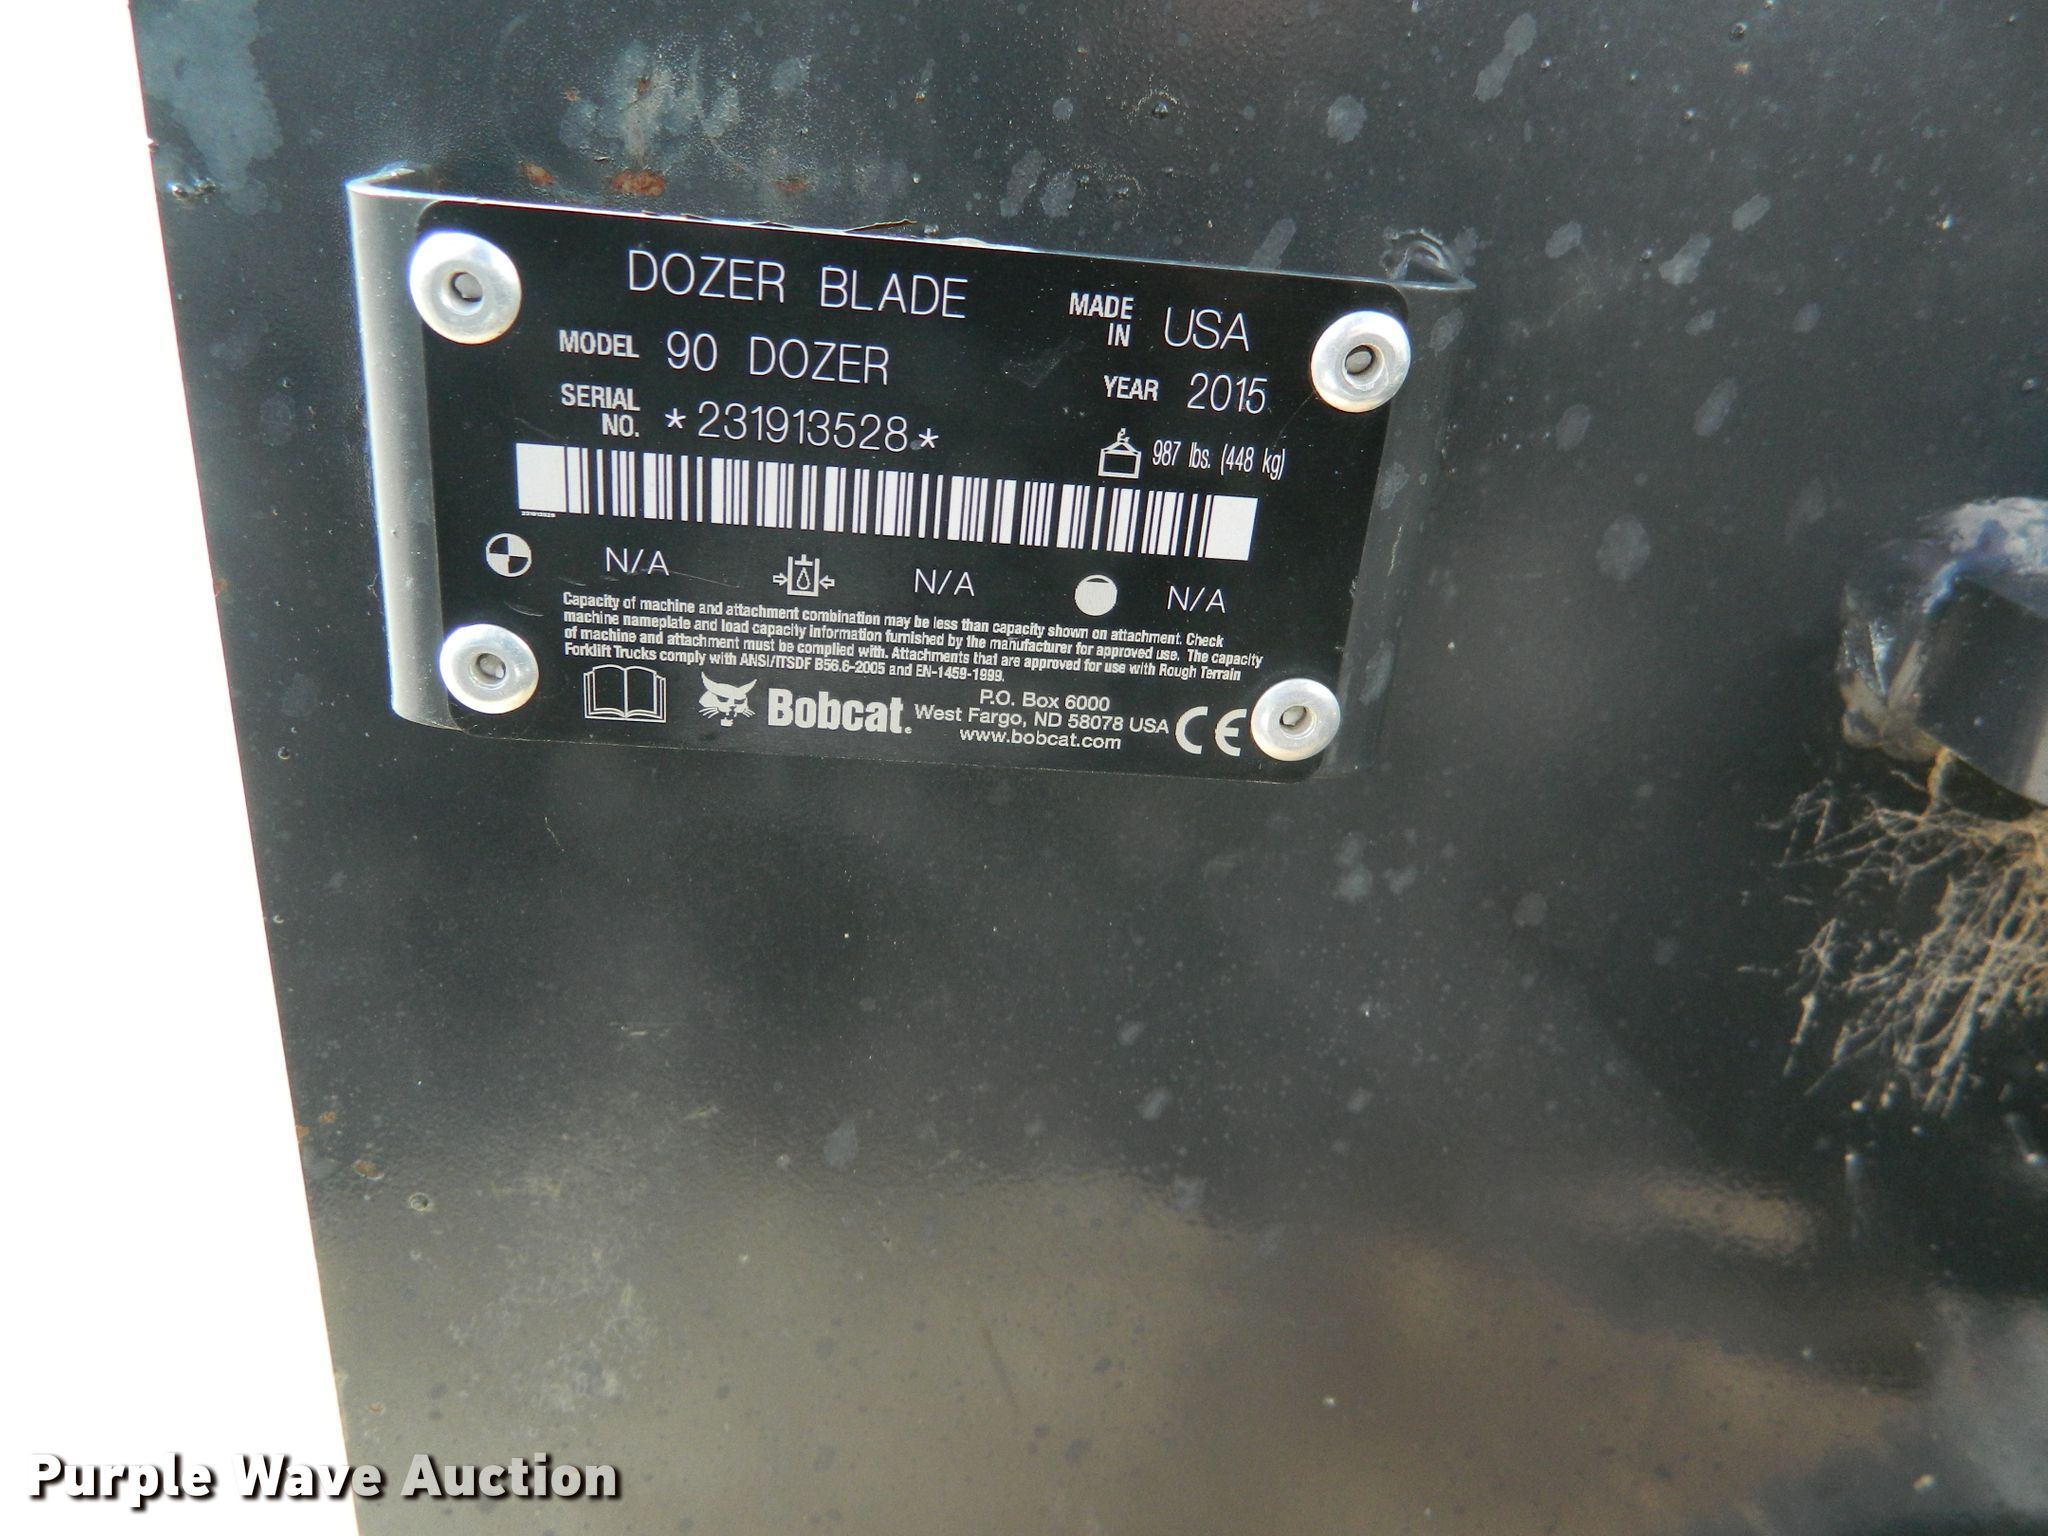 DOZER BLADE
MADE IN USA
MODEL 90 DOZER
YEAR 2015
SERIAL NO. *231913528*
987 lbs. (448 kg)
231913528
N/A N/A N/A
Capacity of machine and attachment combination may be less than capacity shown on attachment. Check
machine nameplate and load capacity information furnished by the manufacturer for approved use. The capacity
of machine and attachment must be complied with. Attachments that are approved for use with Rough Terrain
Forklift Trucks comply with ANSI/ITSDF B56.6-2005 and EN-1459-1999.
Bobcat.
P.O. Box 6000
West Fargo, ND 58078 USA
www.bobcat.com
CE
Purple Wave Auction